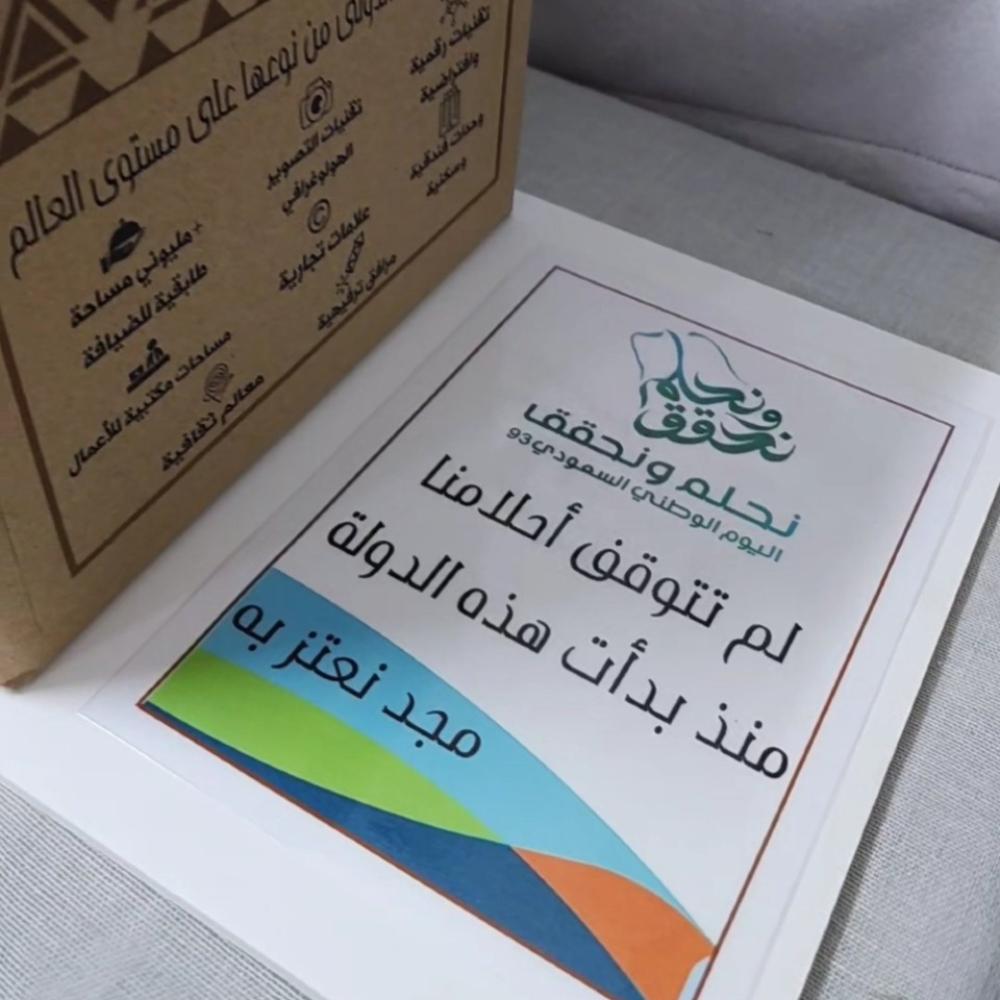 الدولى من نوعها على مستوى العالم
تقنيات رقمية
وافتراضية
تقنيات التصوير
الهولوغرافي
وحدات فندقية
وسكنية
+مليوني مساحة
طابقية للضيافة
علامات تجارية
مرافق ترفيهية
مساحات مكتبية للأعمال
معالم ثقافية
نحلم
ونحقق
نحلم ونحقق
اليوم الوطني السعودي 93
لم تتوقف أحلامنا
منذ بدأت هذه الدولة
مجد نعتز به